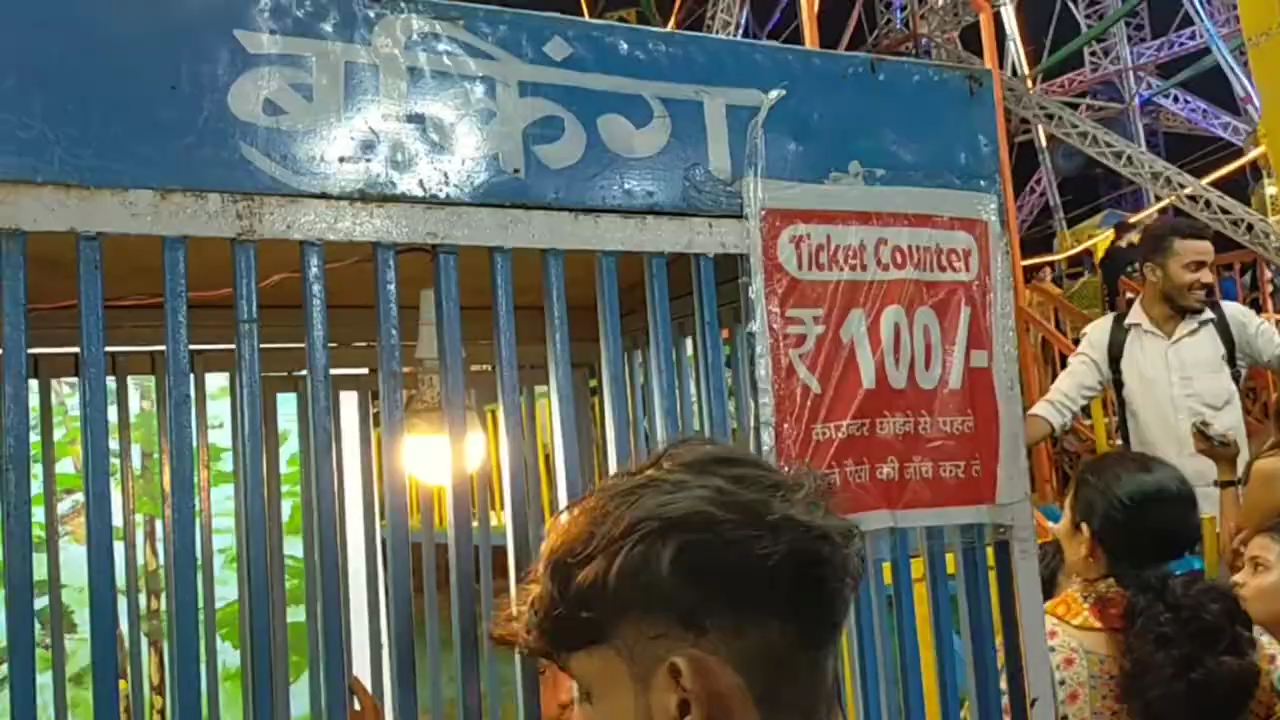 बुकिंग
Ticket Counter
₹100/-
काउन्टर छोड़ने से पहले
पैसो की जाँच कर ले